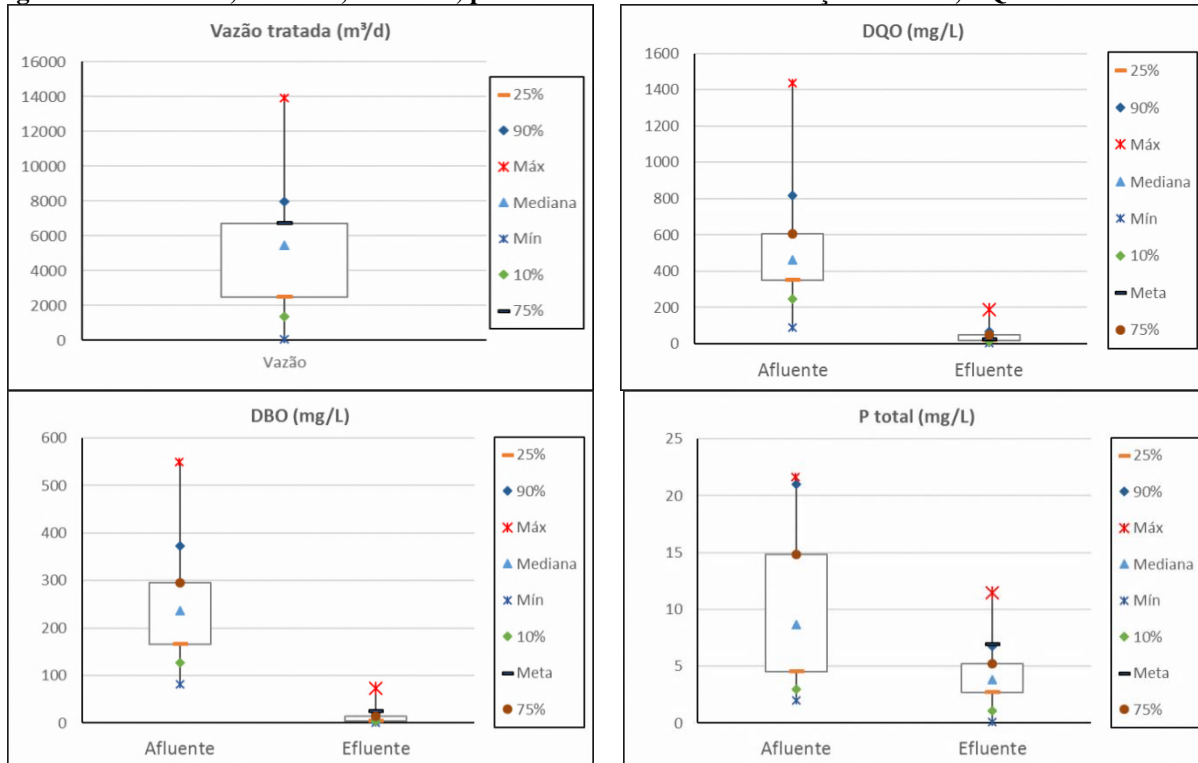 Vazão tratada (m³/d)
16000
14000
12000
10000
8000
6000
4000
2000
0
Vazão
25%
90%
Máx
Mediana
Mín
10%
75%
DQO (mg/L)
1600
1400
1200
1000
800
600
400
200
0
Afluente Efluente
25%
90%
Máx
Mediana
Mín
10%
Meta
75%
DBO (mg/L)
600
500
400
300
200
100
0
Afluente Efluente
25%
90%
Máx
Mediana
Mín
10%
Meta
75%
P total (mg/L)
25
20
15
10
5
0
Afluente Efluente
25%
90%
Máx
Mediana
Mín
10%
Meta
75%